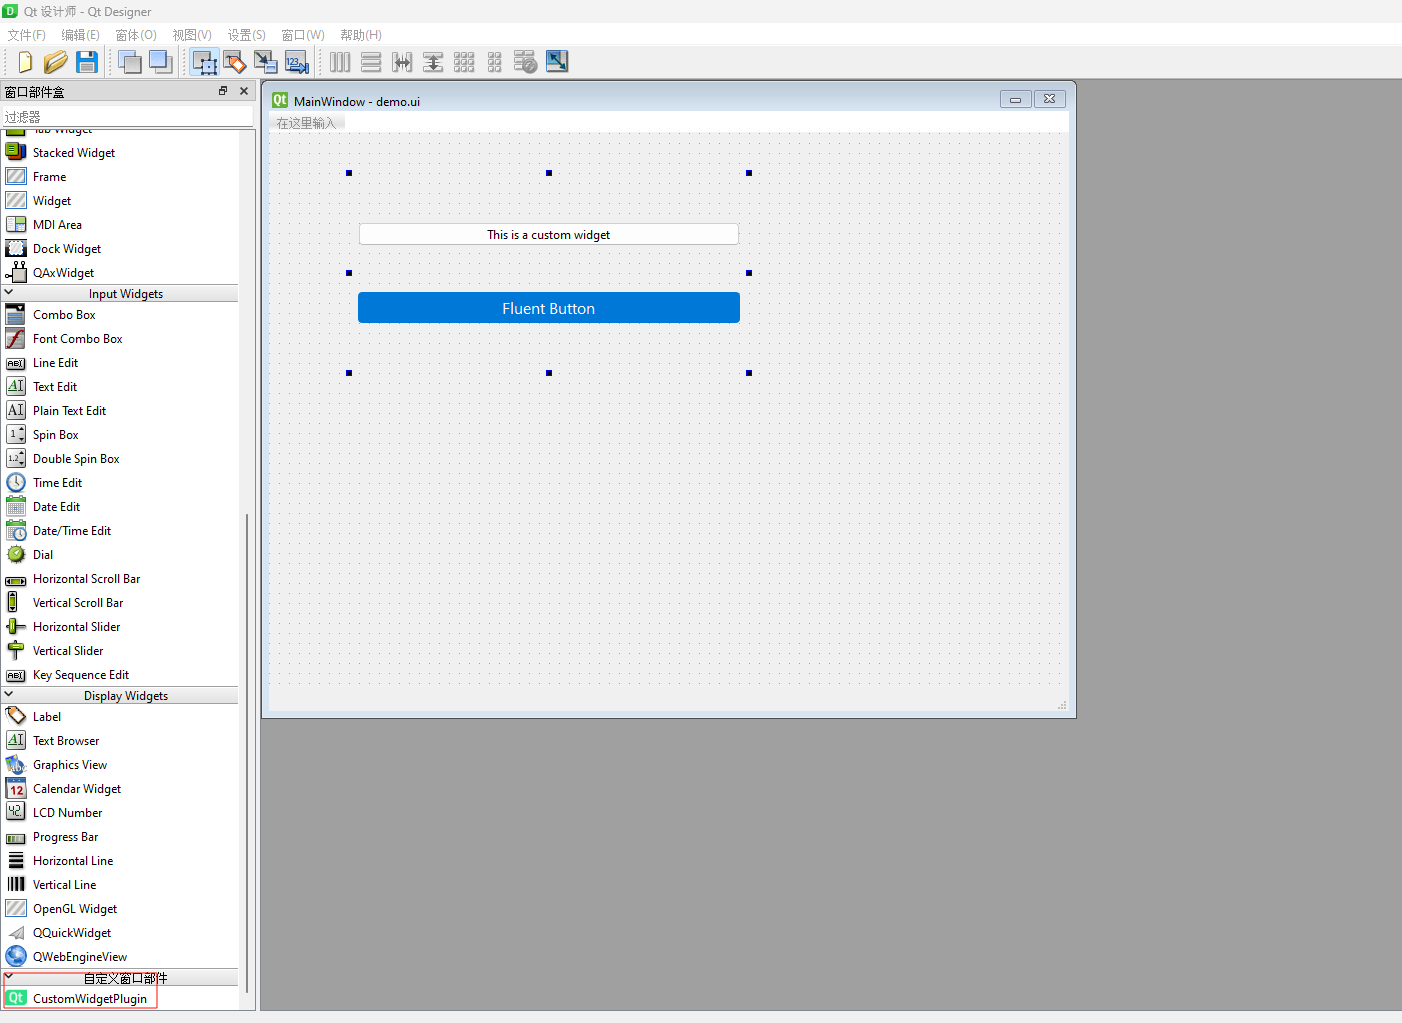 Qt 设计师 - Qt Designer
文件(F) 编辑(E) 窗体(O) 视图(V) 设置(S) 窗口(W) 帮助(H)
窗口部件盒
过滤器
Tab Widget
Stacked Widget
Frame
Widget
MDI Area
Dock Widget
QAxWidget
Input Widgets
Combo Box
Font Combo Box
Line Edit
Text Edit
Plain Text Edit
Spin Box
Double Spin Box
Time Edit
Date Edit
Date/Time Edit
Dial
Horizontal Scroll Bar
Vertical Scroll Bar
Horizontal Slider
Vertical Slider
Key Sequence Edit
Display Widgets
Label
Text Browser
Graphics View
Calendar Widget
LCD Number
Progress Bar
Horizontal Line
Vertical Line
OpenGL Widget
QQuickWidget
QWebEngineView
自定义窗口部件
Qt CustomWidgetPlugin
Qt MainWindow - demo.ui
在这里输入
This is a custom widget
Fluent Button